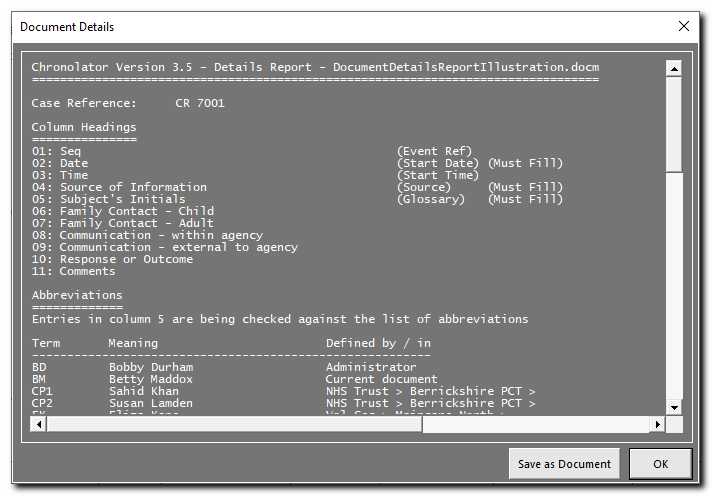 Document Details
Chronolator Version 3.5 - Details Report - DocumentDetailsReportIllustration.docm
==================================================================================
Case Reference: CR 7001
Column Headings
===============
01: Seq (Event Ref)
02: Date (Start Date) (Must Fill)
03: Time (Start Time)
04: Source of Information (Source) (Must Fill)
05: Subject's Initials (Glossary) (Must Fill)
06: Family Contact - Child
07: Family Contact - Adult
08: Communication - within agency
09: Communication - external to agency
10: Response or Outcome
11: Comments
Abbreviations
=============
Entries in column 5 are being checked against the list of abbreviations
Term Meaning Defined by / in
---------------------------------------------------------
BD Bobby Durham Administrator
BM Betty Maddox Current document
CP1 Sahid Khan NHS Trust > Berrickshire PCT >
CP2 Susan Lamden NHS Trust > Berrickshire PCT >
Save as Document OK